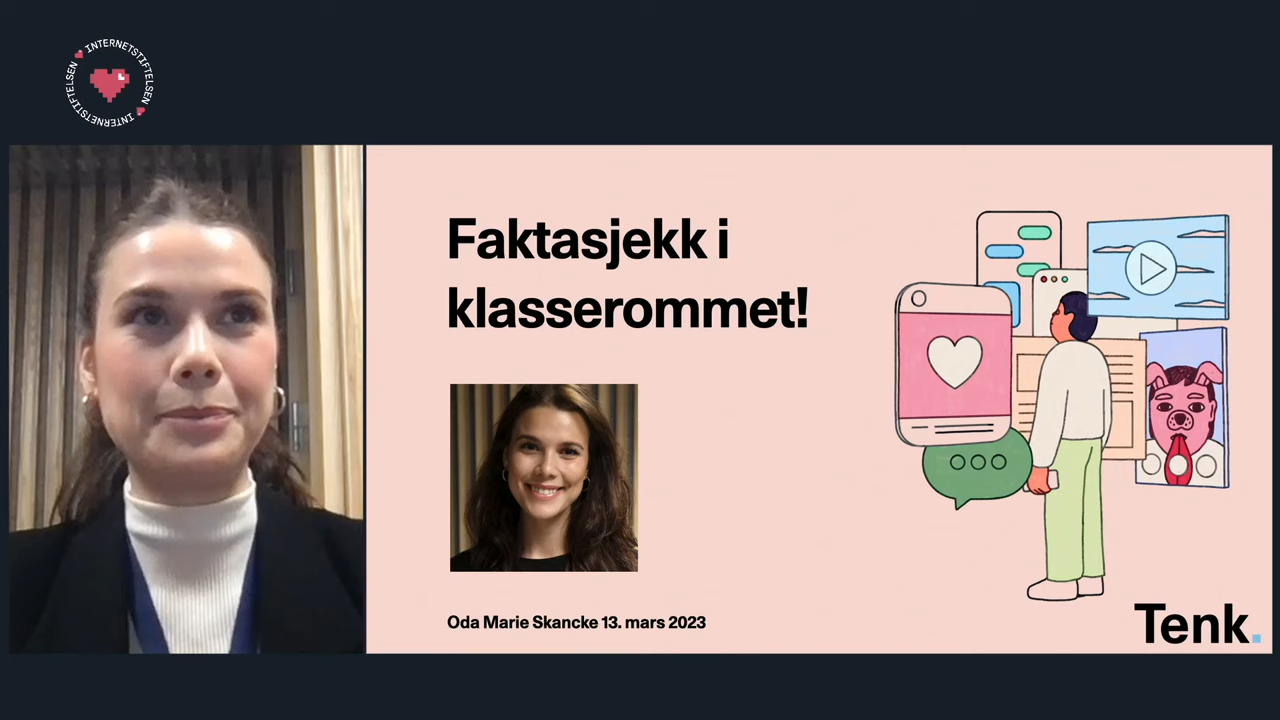 INTERNETSTIFTELSEN INTERNETSTIFTELSEN
Faktasjekk i
klasserommet!
Oda Marie Skancke 13. mars 2023
Tenk.